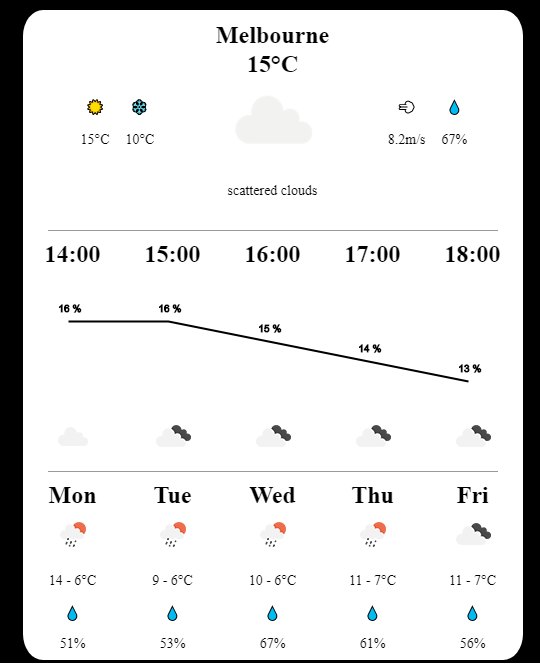 Melbourne
15°C
15°C 10°C 8.2m/s 67%
scattered clouds
14:00 15:00 16:00 17:00 18:00
16 % 16 % 15 % 14 % 13 %
Mon Tue Wed Thu Fri
14 - 6°C 9 - 6°C 10 - 6°C 11 - 7°C 11 - 7°C
51% 53% 67% 61% 56%